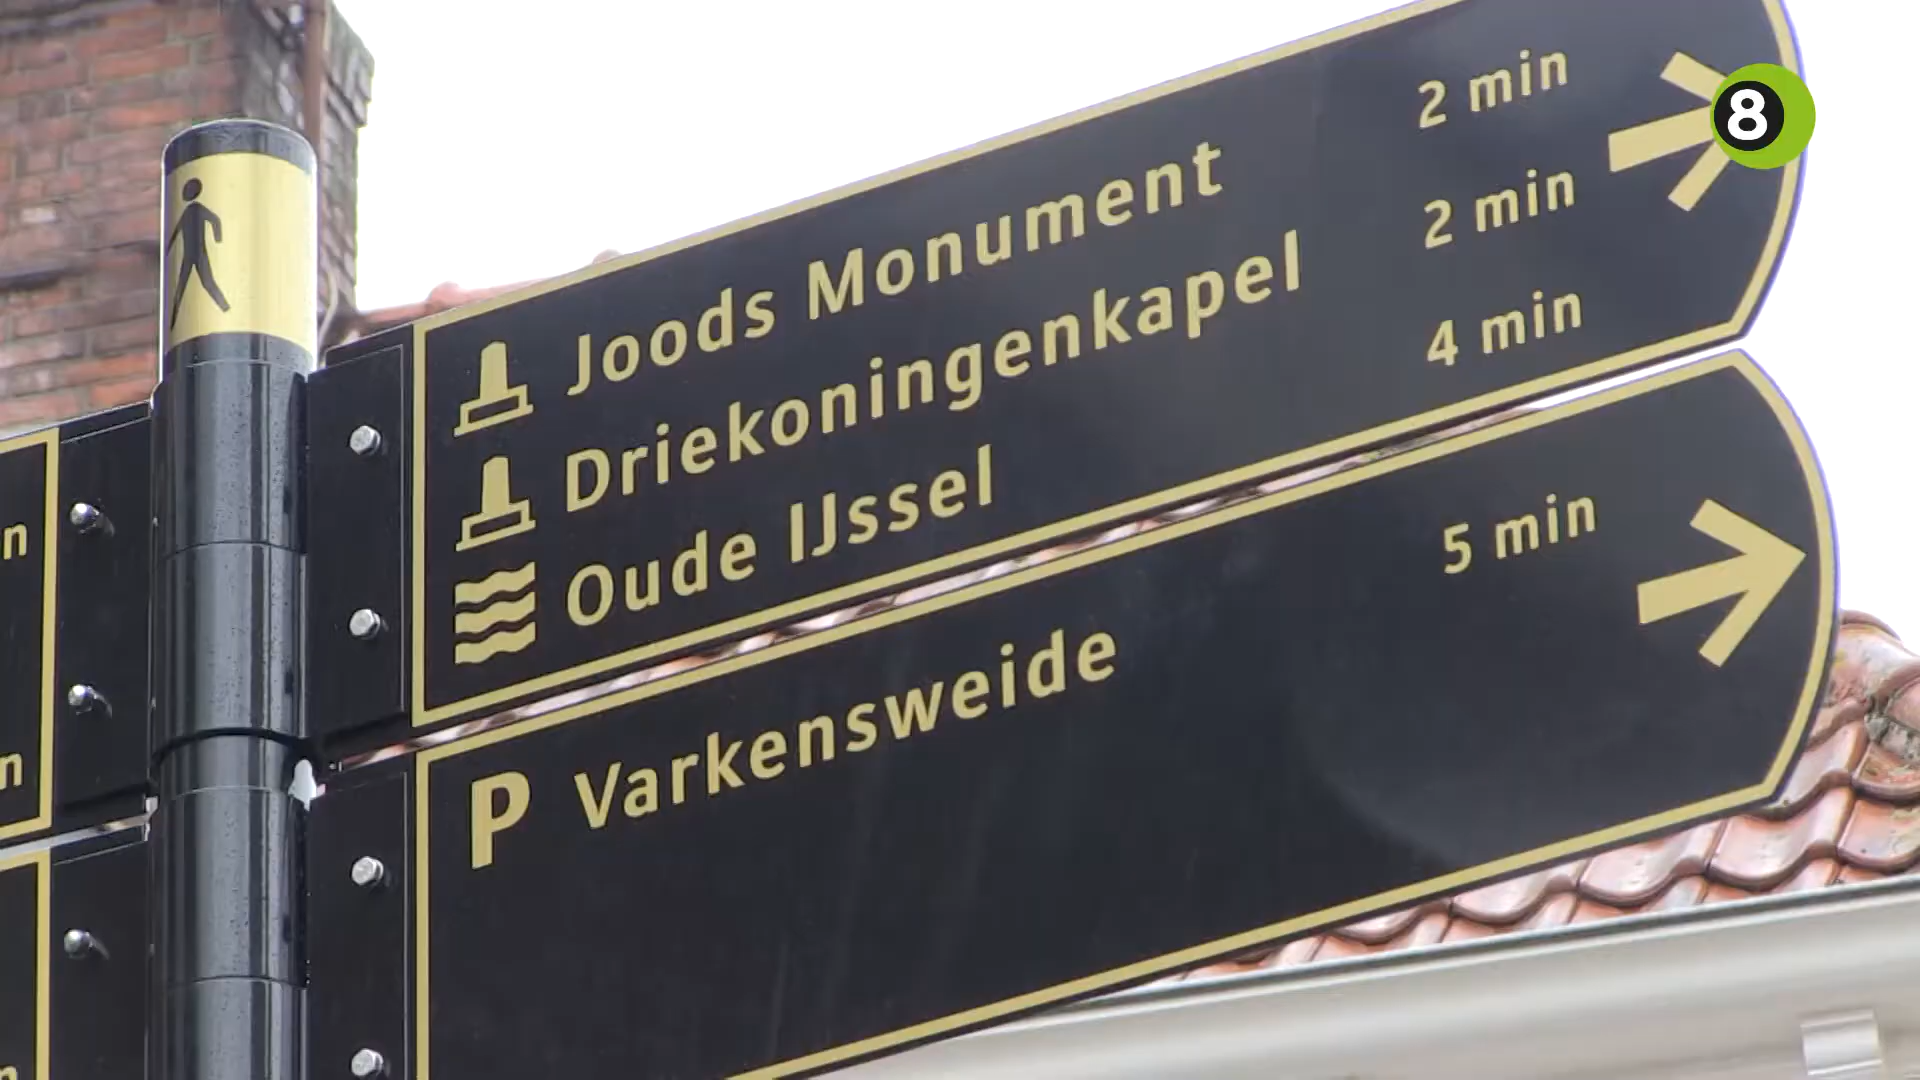 Joods Monument 2 min
Driekoningenkapel 2 min
Oude IJssel 4 min
P Varkensweide 5 min
8
n
n
n